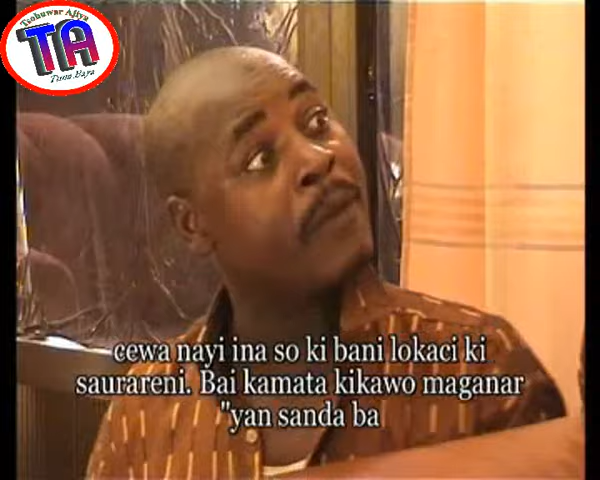 Tsohuwar Ajiya
TA
Tuna Baya
cewa nayi ina so ki bani lokaci ki
saurareni. Bai kamata kikawo maganar
"yan sanda ba